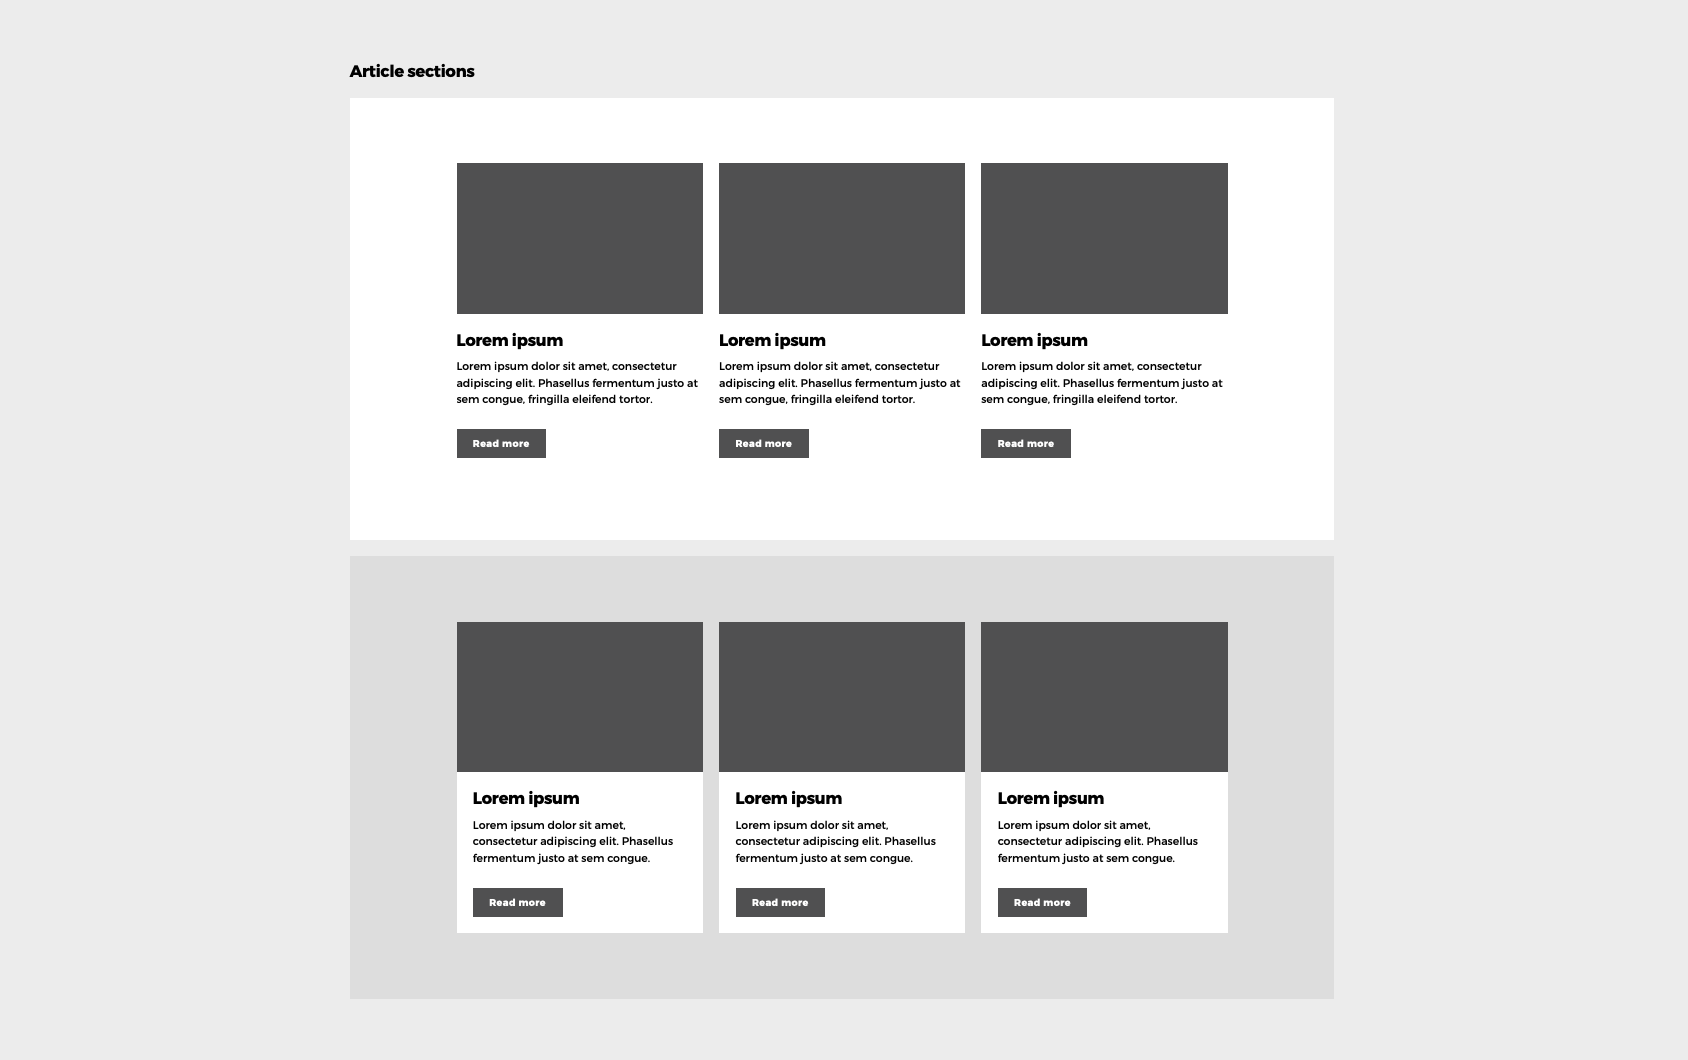 Article sections
Lorem ipsum
Lorem ipsum dolor sit amet, consectetur
adipiscing elit. Phasellus fermentum justo at
sem congue, fringilla eleifend tortor.
Read more
Lorem ipsum
Lorem ipsum dolor sit amet, consectetur
adipiscing elit. Phasellus fermentum justo at
sem congue, fringilla eleifend tortor.
Read more
Lorem ipsum
Lorem ipsum dolor sit amet, consectetur
adipiscing elit. Phasellus fermentum justo at
sem congue, fringilla eleifend tortor.
Read more
Lorem ipsum
Lorem ipsum dolor sit amet,
consectetur adipiscing elit. Phasellus
fermentum justo at sem congue.
Read more
Lorem ipsum
Lorem ipsum dolor sit amet,
consectetur adipiscing elit. Phasellus
fermentum justo at sem congue.
Read more
Lorem ipsum
Lorem ipsum dolor sit amet,
consectetur adipiscing elit. Phasellus
fermentum justo at sem congue.
Read more